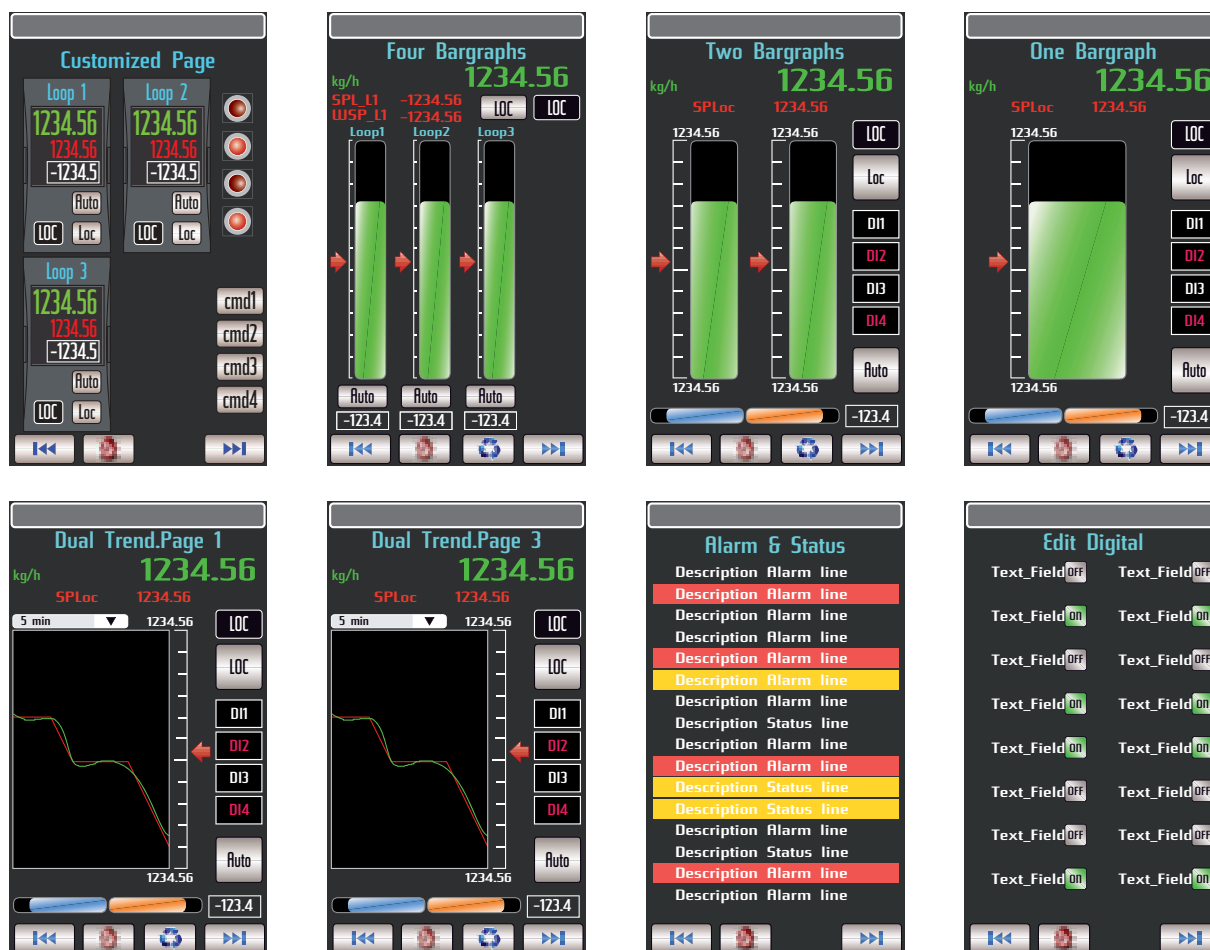 Customized Page
Loop 1
1234.56
1234.56
-1234.5
Auto
LOC Loc
Loop 2
1234.56
1234.56
-1234.5
Auto
LOC Loc
Loop 3
1234.56
1234.56
-1234.5
Auto
LOC Loc
cmd1
cmd2
cmd3
cmd4
Four Bargraphs
kg/h 1234.56
SPL_L1 -1234.56
WSP_L1 -1234.56
LOC LOC
Loop1 Loop2 Loop3
Auto Auto Auto
-123.4 -123.4 -123.4
Two Bargraphs
kg/h 1234.56
SPLoc 1234.56
1234.56 1234.56
LOC
Loc
DI1
DI2
DI3
DI4
Auto
1234.56 1234.56
-123.4
One Bargraph
kg/h 1234.56
SPLoc 1234.56
1234.56
LOC
Loc
DI1
DI2
DI3
DI4
Auto
1234.56
-123.4
Dual Trend.Page 1
kg/h 1234.56
SPLoc 1234.56
5 min 1234.56
LOC
LOC
DI1
DI2
DI3
DI4
Auto
1234.56
-123.4
Dual Trend.Page 3
kg/h 1234.56
SPLoc 1234.56
5 min 1234.56
LOC
LOC
DI1
DI2
DI3
DI4
Auto
1234.56
-123.4
Alarm & Status
Description Alarm line
Description Alarm line
Description Alarm line
Description Alarm line
Description Alarm line
Description Alarm line
Description Alarm line
Description Status line
Description Alarm line
Description Alarm line
Description Status line
Description Status line
Description Alarm line
Description Status line
Description Alarm line
Description Alarm line
Edit Digital
Text_Field OFF Text_Field OFF
Text_Field on Text_Field on
Text_Field OFF Text_Field OFF
Text_Field on Text_Field on
Text_Field on Text_Field on
Text_Field OFF Text_Field OFF
Text_Field OFF Text_Field OFF
Text_Field on Text_Field on